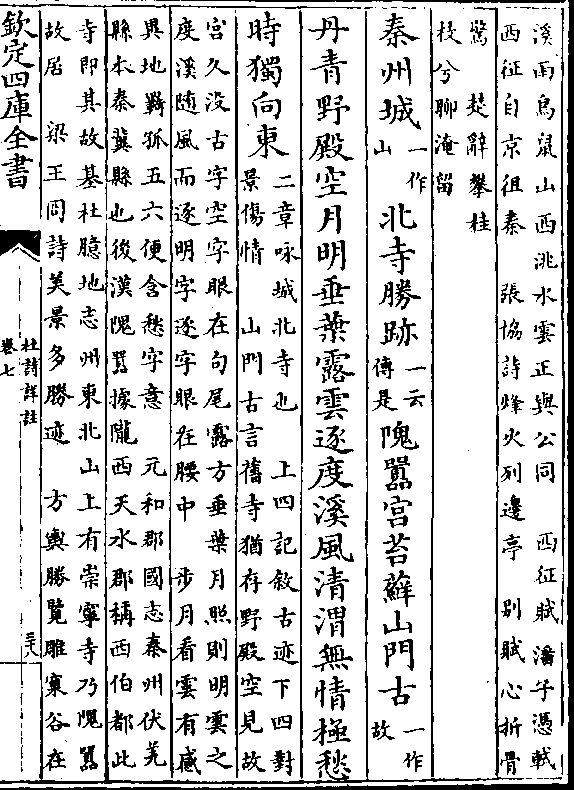 溪西鳥鼠山西洮水雲正與公同 西征賦潘子憑軾
西征自京徂秦 張協詩烽火列邊亭 别賦心折骨
驚 楚辭攀桂
枝兮聊淹留
秦州城一作山北寺勝跡一云傳是隗囂宮苔蘚山門古一作故
丹青野殿空月明垂葉露雲逐度溪風清渭無情極愁
時獨向東二章咏城北寺也 上四記敘古迹下四對
景傷情 山門古言舊寺猶存野殿空見故
宮久没古字空字眼在句尾露方垂葉月照則明雲之
度溪随風而逐明字逐字眼在腰中 步月看雲有感
異地羇孤五六便含愁字意 元和郡國志秦州伏羌
縣本秦冀縣也後漢隗囂據隴西天水郡稱西伯都此
寺即其故基杜臆地志州東北山上有崇寧寺乃隗囂
故居 梁王冏詩美景多勝迹 方輿勝覽雕窠谷在
欽定四庫全書
杜詩詳註
卷七
三十八